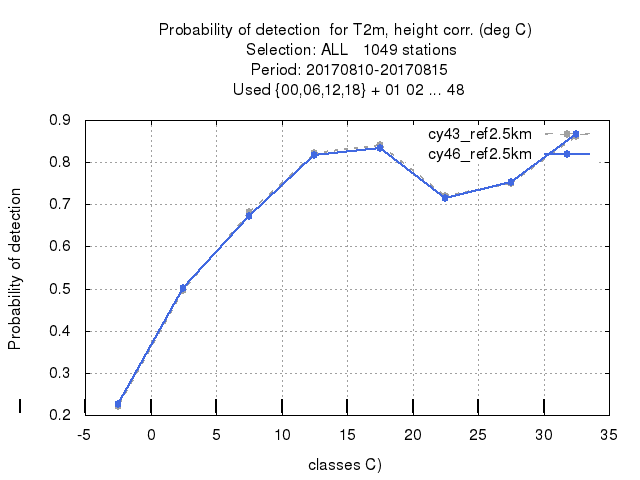 Probability of detection  for T2m, height corr. (deg C)
Selection: ALL   1049 stations
Period: 20170810-20170815
Used {00,06,12,18} + 01 02 ... 48
cy43_ref2.5km
cy46_ref2.5km
Probability of detection
0.9
0.8
0.7
0.6
0.5
0.4
0.3
0.2
-5 0 5 10 15 20 25 30 35
classes C)